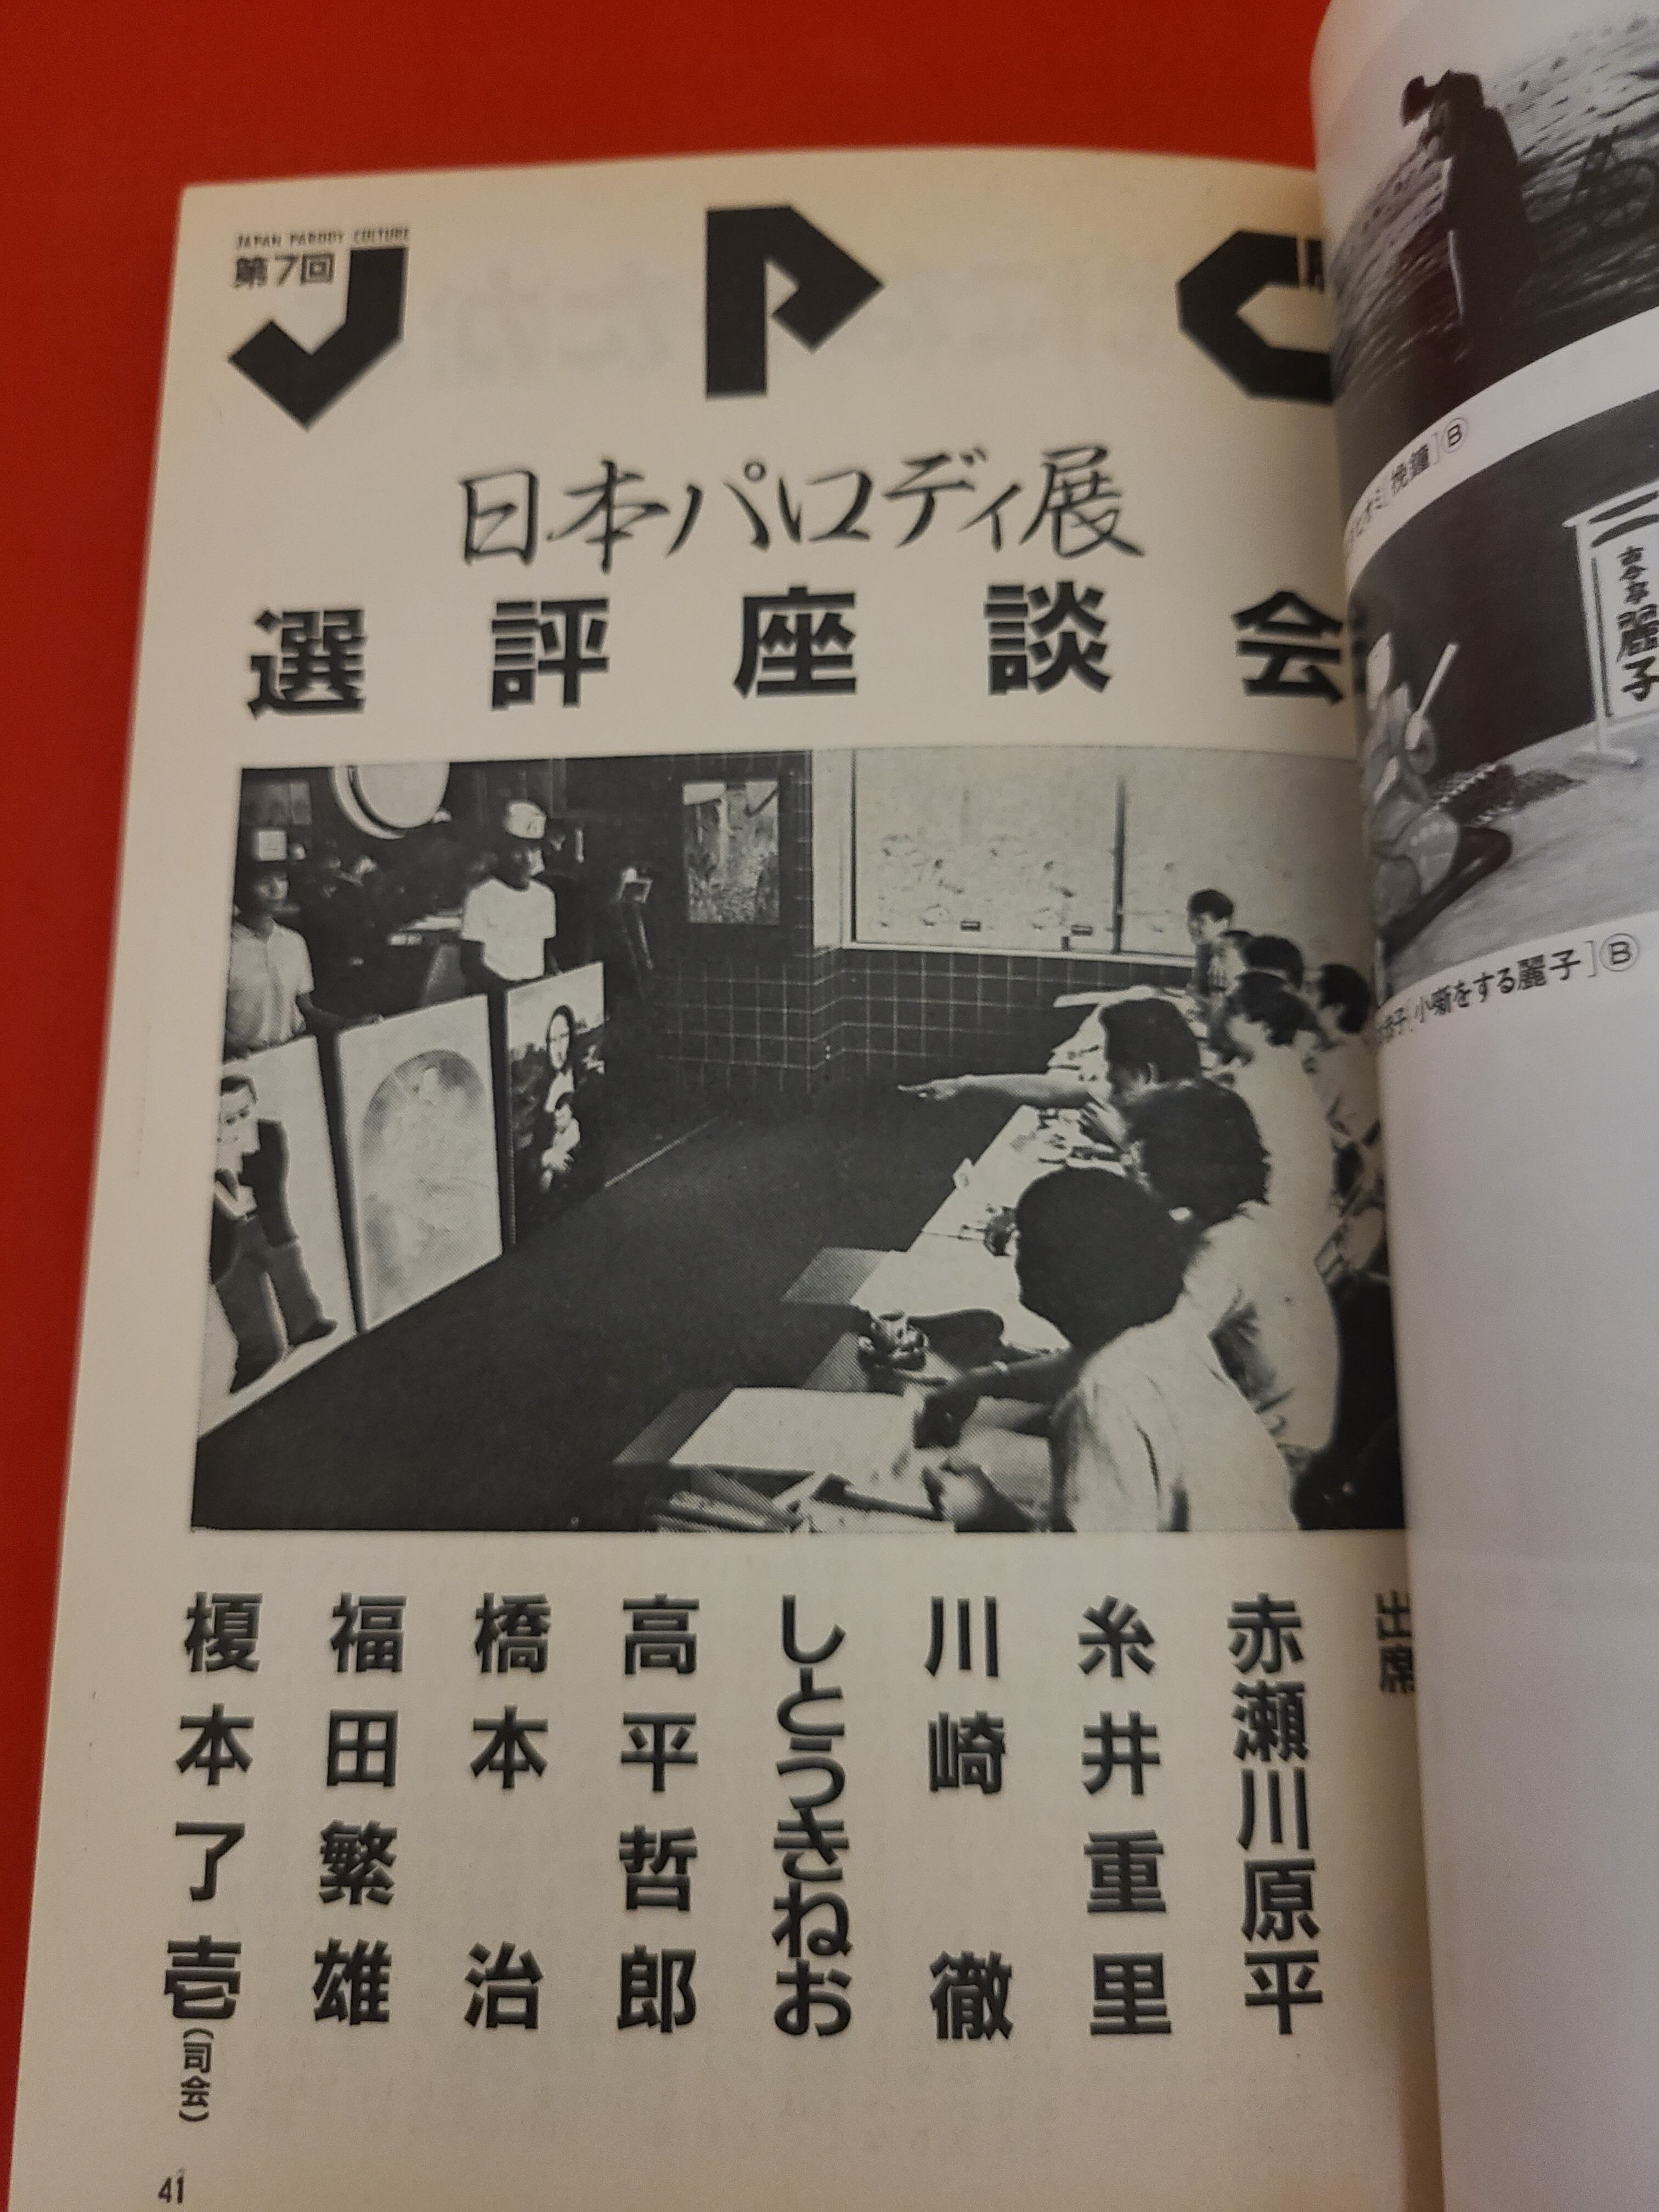 JAPAN PARODY CULTURE
第7回
JPC
日本パロディ展
選評座談会
出席
赤瀬川原平
糸井重里
川崎徹
しとうきねお
高平哲郎
橋本治
福田繁雄
榎本了壱(司会)
41
晩鐘]Ⓑ
麗子
[小噺をする麗子]Ⓑ